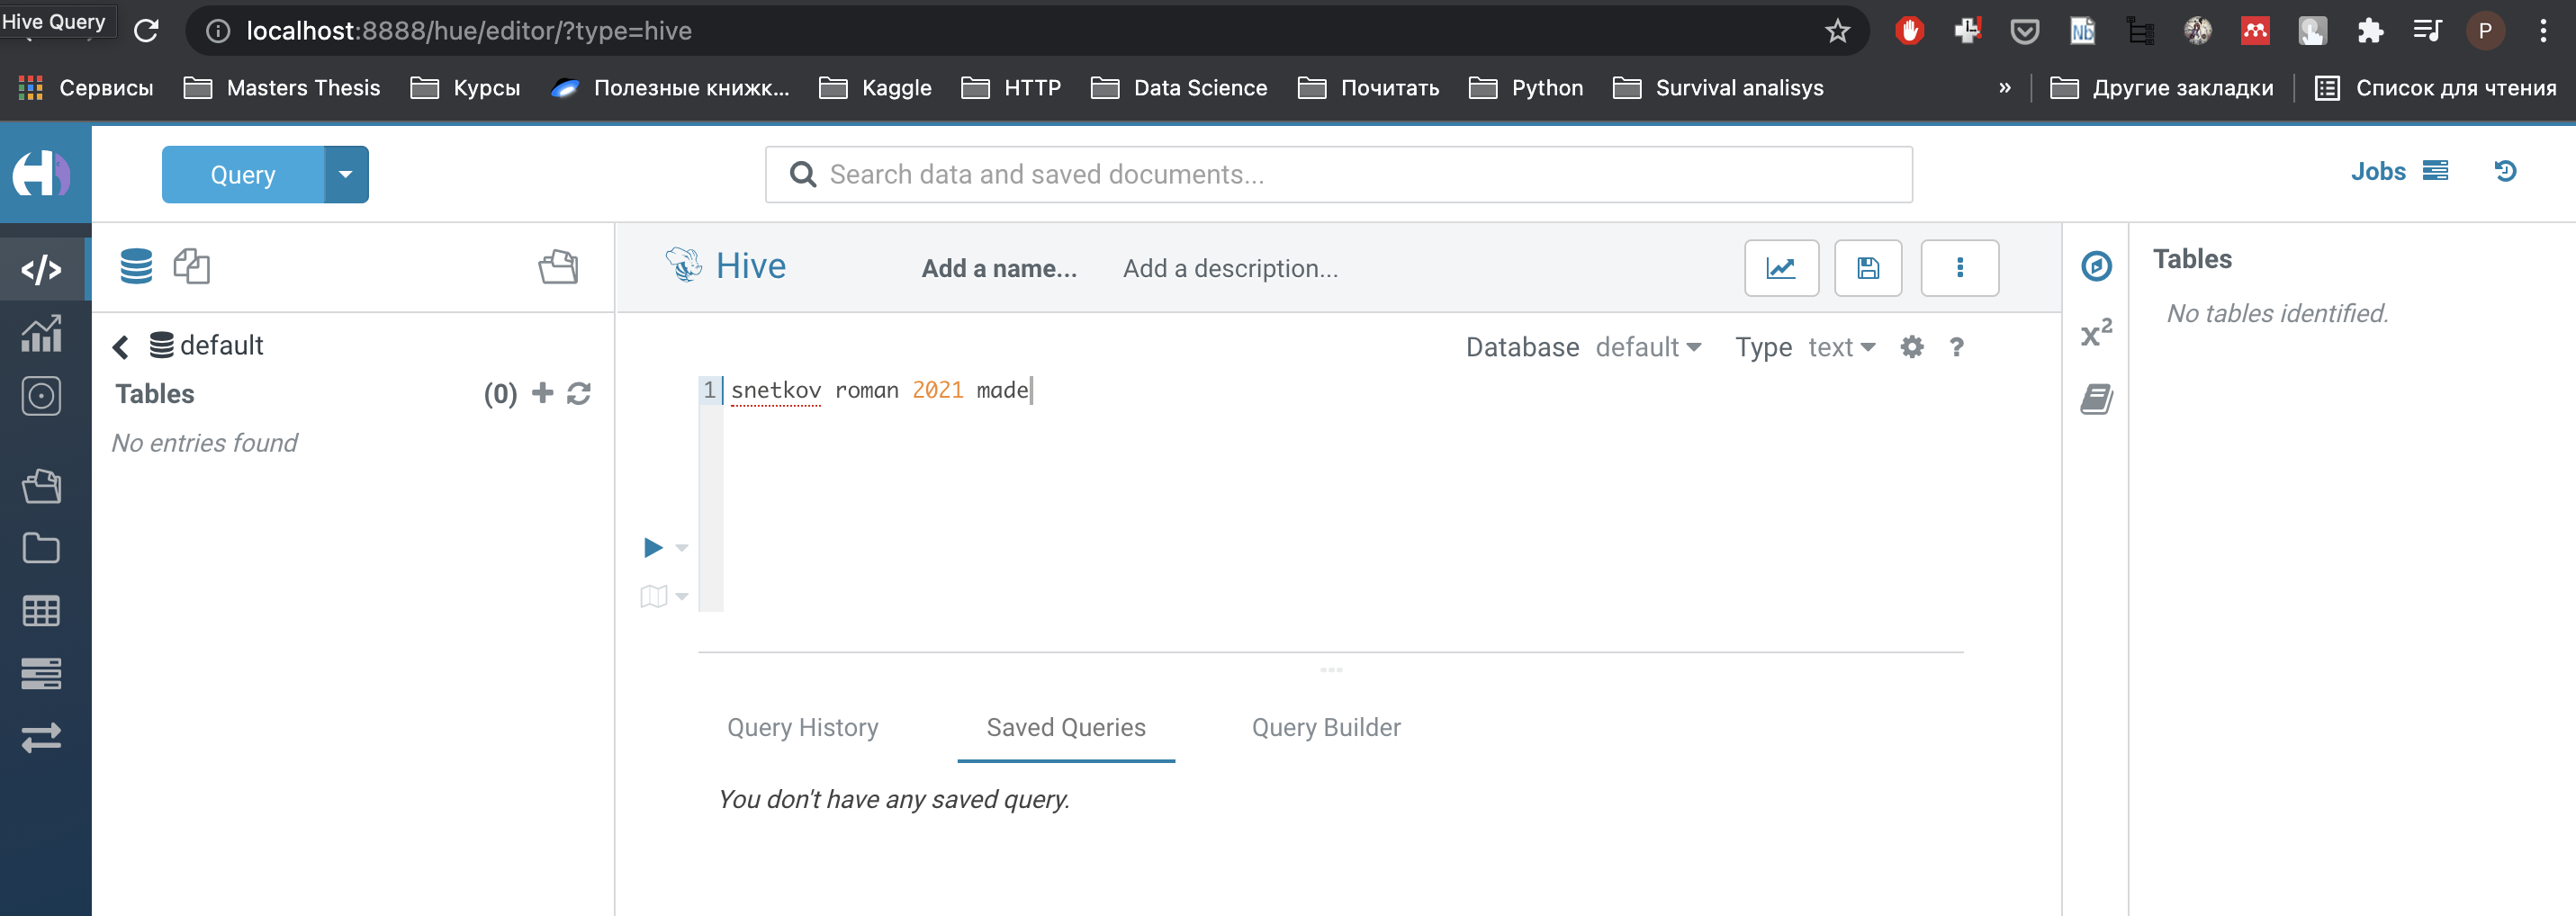 Hive Query
localhost:8888/hue/editor/?type=hive
P
Сервисы Masters Thesis Курсы Полезные книжк... Kaggle HTTP Data Science Почитать Python Survival analisys » Другие закладки Список для чтения
Query
Search data and saved documents...
Jobs
Hive Add a name... Add a description...
Tables
No tables identified.
default
Database default Type text ?
Tables (0)
No entries found
1 snetkov roman 2021 made
x2
Query History Saved Queries Query Builder
You don't have any saved query.